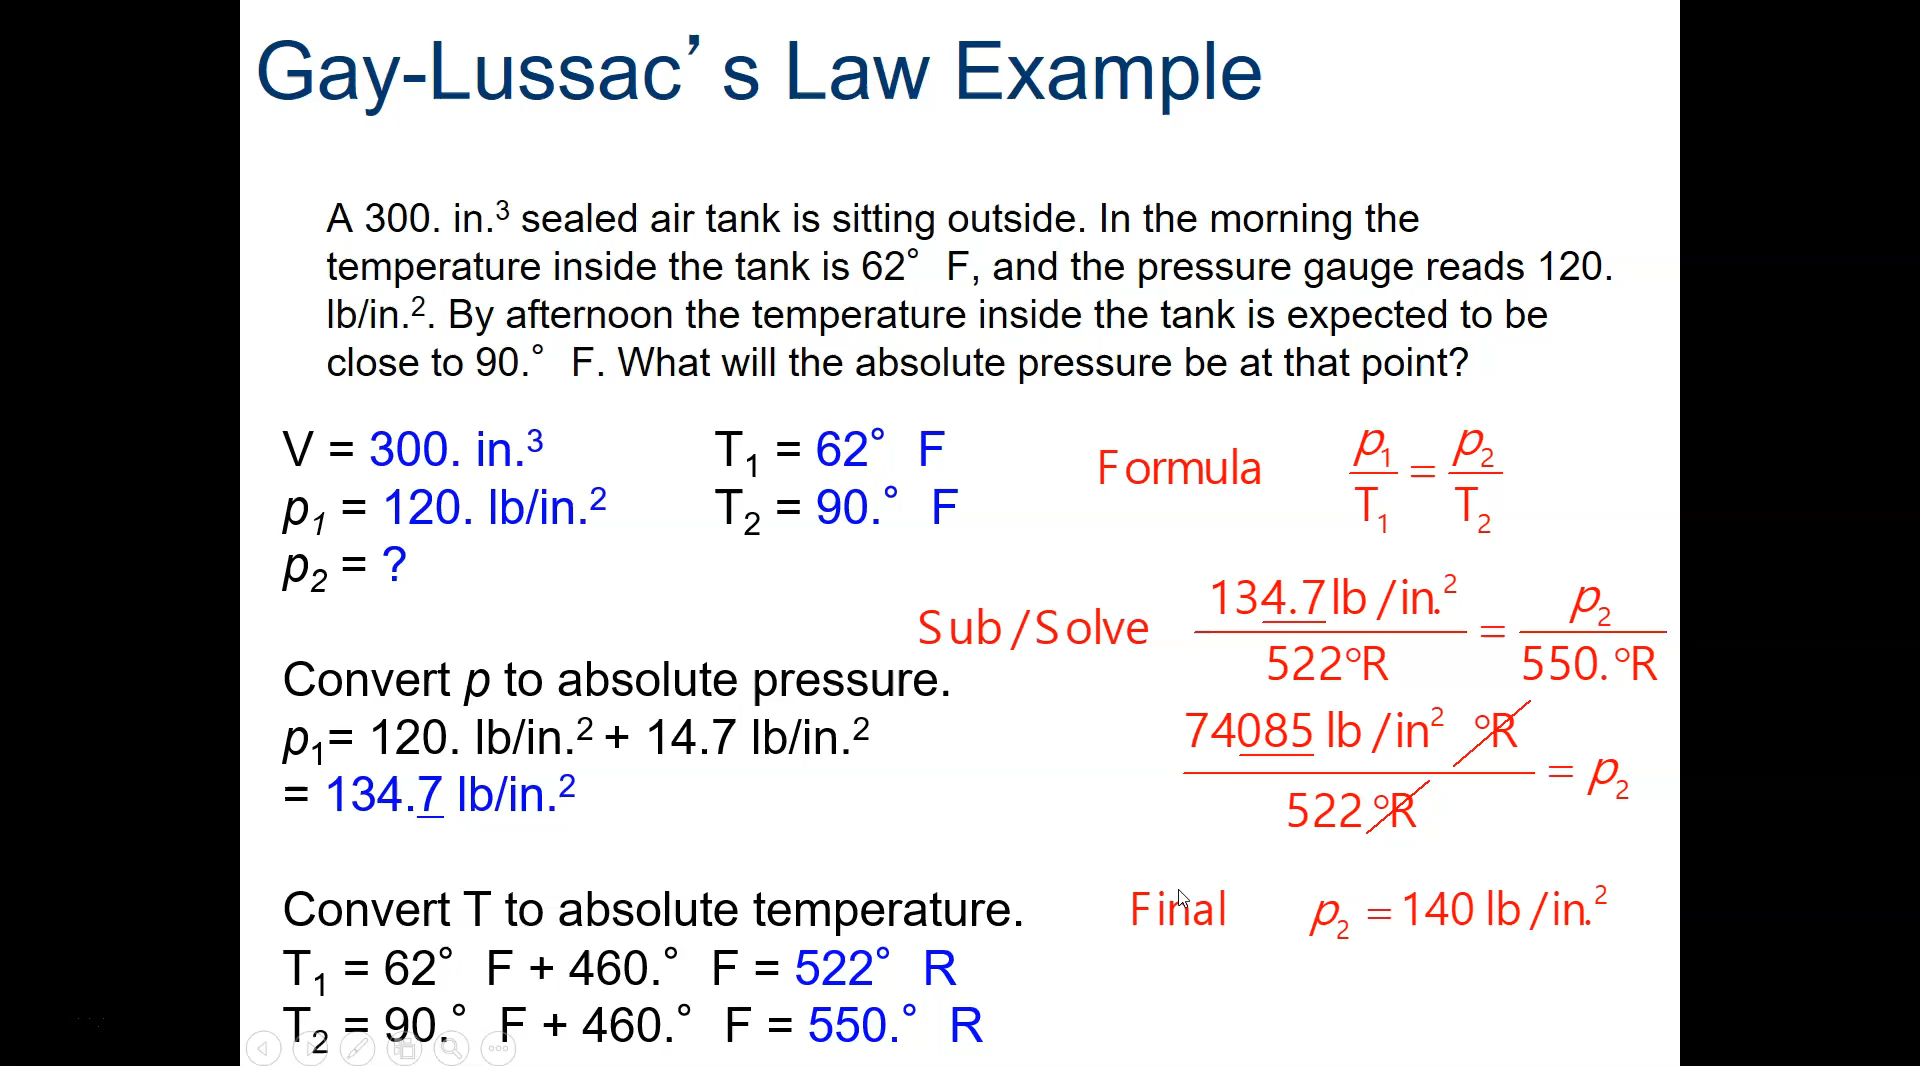 Gay-Lussac’s Law Example
A 300. in.³ sealed air tank is sitting outside. In the morning the
temperature inside the tank is 62° F, and the pressure gauge reads 120.
lb/in.². By afternoon the temperature inside the tank is expected to be
close to 90.° F. What will the absolute pressure be at that point?
V = 300. in.³
p₁ = 120. lb/in.²
p₂ = ?
T₁ = 62° F
T₂ = 90.° F
Formula p₁/T₁ = p₂/T₂
Sub/Solve 134.7 lb/in.²/522°R = p₂/550.°R
74085 lb/in² °R/522 °R = p₂
Final p₂ = 140 lb/in.²
Convert p to absolute pressure.
p₁= 120. lb/in.² + 14.7 lb/in.²
= 134.7 lb/in.²
Convert T to absolute temperature.
T₁ = 62° F + 460.° F = 522° R
T₂ = 90.° F + 460.° F = 550.° R